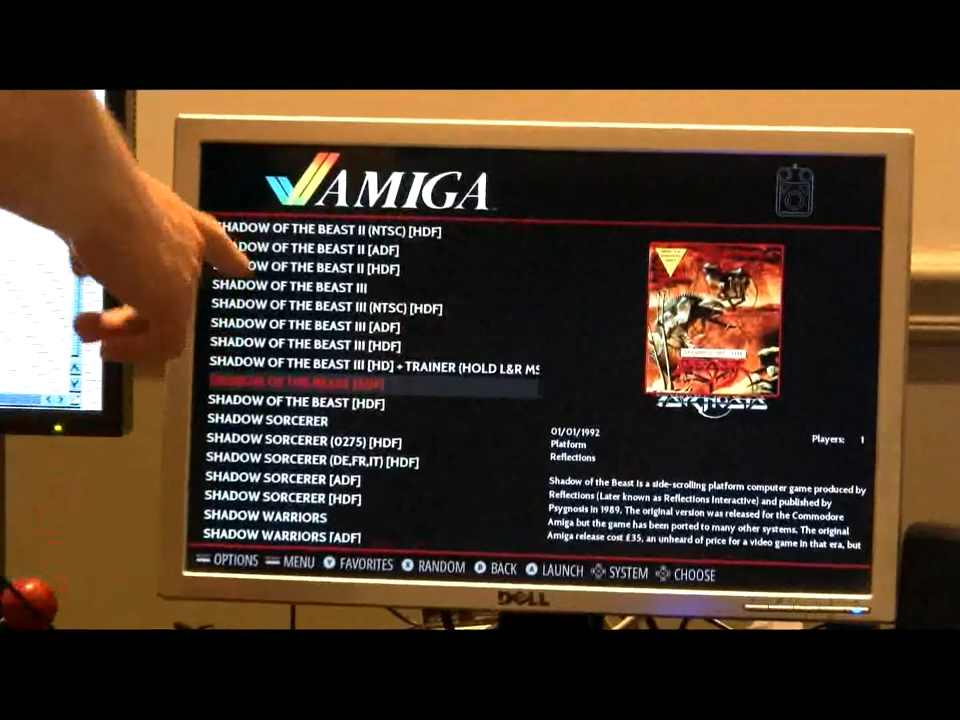 AMIGA
SHADOW OF THE BEAST II (NTSC) [HDF]
SHADOW OF THE BEAST II [ADF]
SHADOW OF THE BEAST II [HDF]
SHADOW OF THE BEAST III
SHADOW OF THE BEAST III (NTSC) [HDF]
SHADOW OF THE BEAST III [ADF]
SHADOW OF THE BEAST III [HDF]
SHADOW OF THE BEAST III [HD] + TRAINER (HOLD L&R MS
SHADOW OF THE BEAST [ADF]
SHADOW OF THE BEAST [HDF]
SHADOW SORCERER
SHADOW SORCERER (0275) [HDF]
SHADOW SORCERER (DE,FR,IT) [HDF]
SHADOW SORCERER [ADF]
SHADOW SORCERER [HDF]
SHADOW WARRIORS
SHADOW WARRIORS [ADF]
PSYGNOSIS
01/01/1992
Players: 1
Platform
Reflections
Shadow of the Beast is a side-scrolling platform computer game produced by
Reflections (Later known as Reflections Interactive) and published by
Psygnosis in 1989. The original version was released for the Commodore
Amiga but the game has been ported to many other systems. The original
Amiga release cost £35, an unheard of price for a video game in that era, but
OPTIONS MENU Y FAVORITES X RANDOM B BACK A LAUNCH SYSTEM CHOOSE
DELL